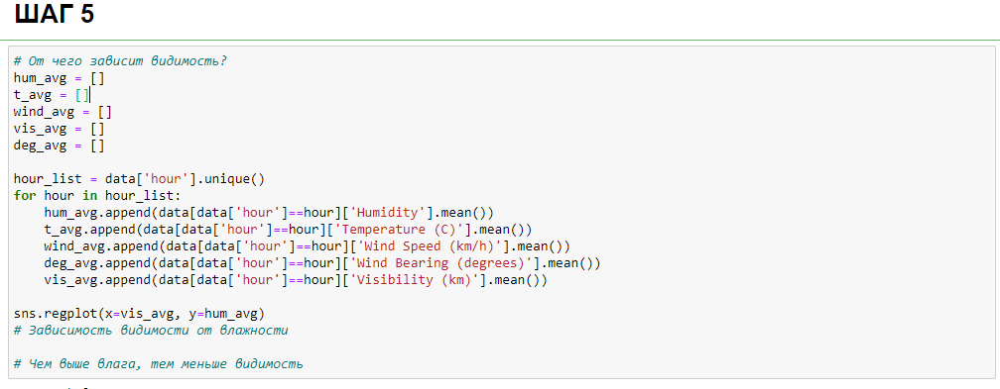 ШАГ 5
# От чего зависит видимость?
hum_avg = []
t_avg = []
wind_avg = []
vis_avg = []
deg_avg = []
hour_list = data['hour'].unique()
for hour in hour_list:
    hum_avg.append(data[data['hour']==hour]['Humidity'].mean())
    t_avg.append(data[data['hour']==hour]['Temperature (C)'].mean())
    wind_avg.append(data[data['hour']==hour]['Wind Speed (km/h)'].mean())
    deg_avg.append(data[data['hour']==hour]['Wind Bearing (degrees)'].mean())
    vis_avg.append(data[data['hour']==hour]['Visibility (km)'].mean())
sns.regplot(x=vis_avg, y=hum_avg)
# Зависимость видимости от влажности
# Чем выше влага, тем меньше видимость